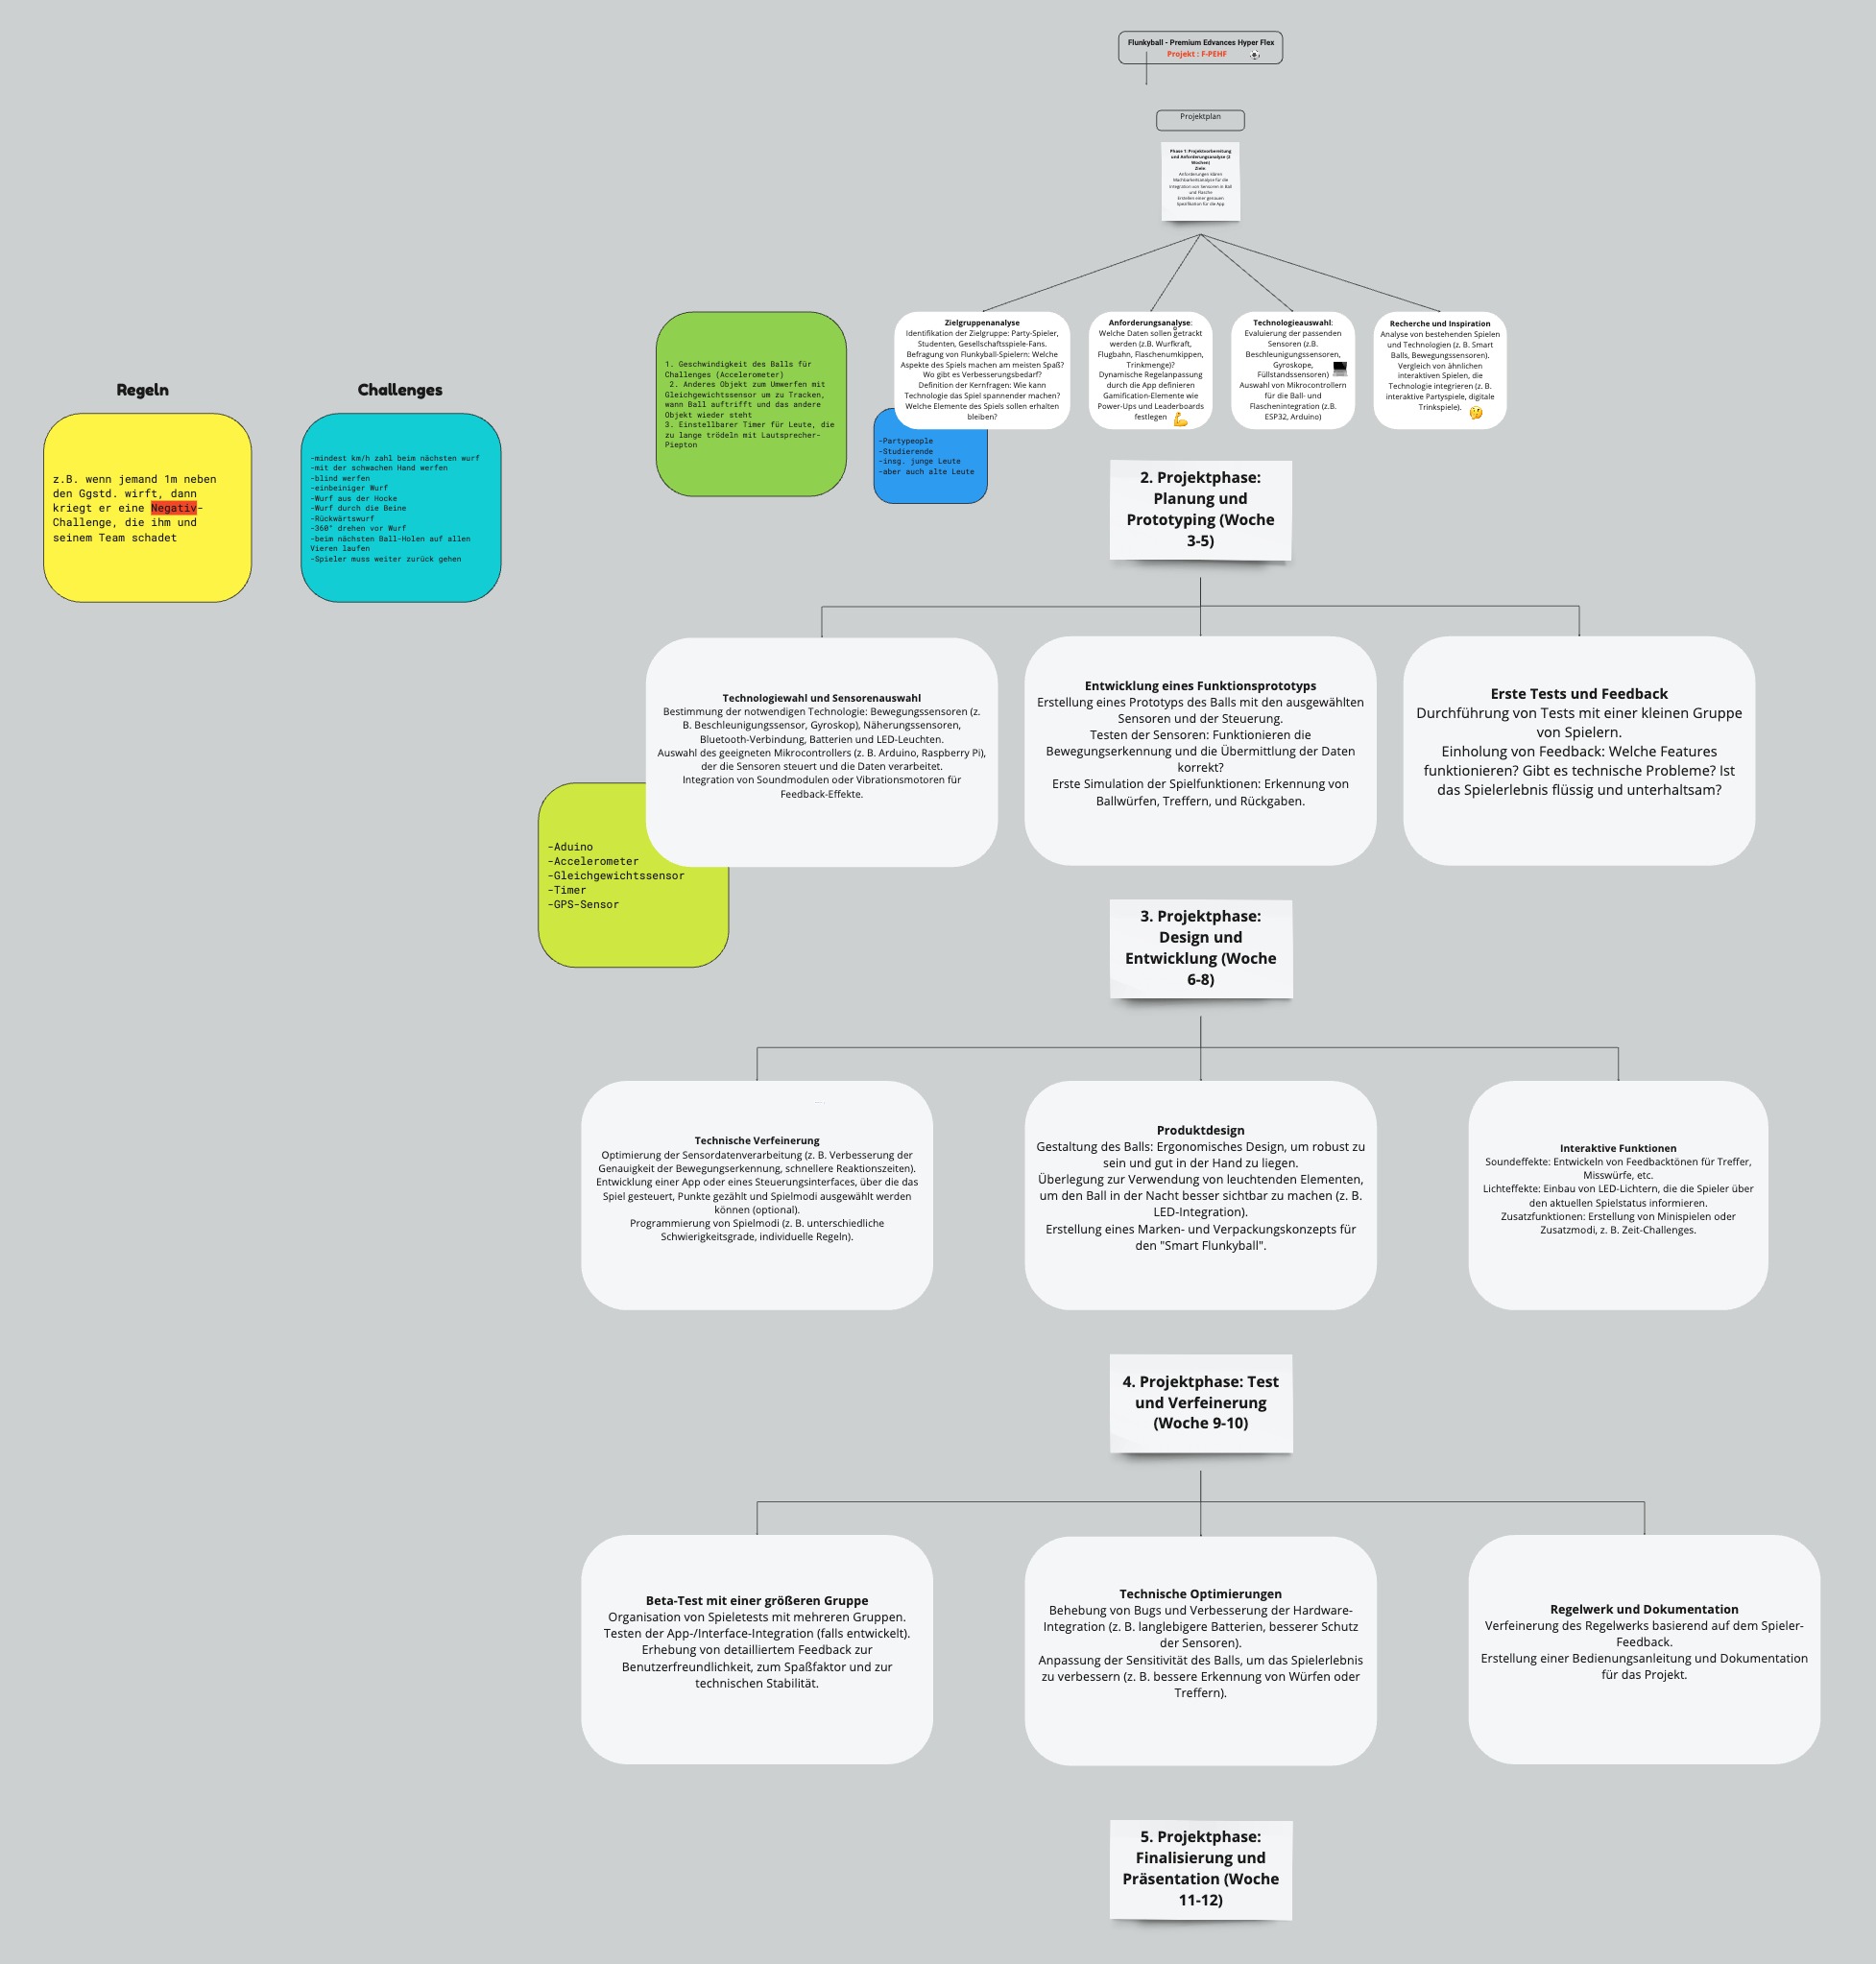 Flunkyball - Premium Edvances Hyper Flex
Projekt : F-PEHF
Projektplan
Phase 1: Projektvorbereitung
und Anforderungsanalyse (2
Wochen)
Ziele:
Anforderungen klären
Machbarkeitsanalyse für die
Integration von Sensoren in Ball
und Flasche
Erstellen einer genauen
Spezifikation für die App
Zielgruppenanalyse
Identifikation der Zielgruppe: Party-Spieler,
Studenten, Gesellschaftsspiele-Fans.
Befragung von Flunkyball-Spielern: Welche
Aspekte des Spiels machen am meisten Spaß?
Wo gibt es Verbesserungsbedarf?
Definition der Kernfragen: Wie kann
Technologie das Spiel spannender machen?
Welche Elemente des Spiels sollen erhalten
bleiben?
Anforderungsanalyse:
Welche Daten sollen getrackt
werden (z.B. Wurfkraft,
Flugbahn, Flaschenumkippen,
Trinkmenge)?
Dynamische Regelanpassung
durch die App definieren
Gamification-Elemente wie
Power-Ups und Leaderboards
festlegen
Technologieauswahl:
Evaluierung der passenden
Sensoren (z.B.
Beschleunigungssensoren,
Gyroskope,
Füllstandssensoren)
Auswahl von Mikrocontrollern
für die Ball- und
Flaschenintegration (z.B.
ESP32, Arduino)
Recherche und Inspiration
Analyse von bestehenden Spielen
und Technologien (z. B. Smart
Balls, Bewegungssensoren).
Vergleich von ähnlichen
interaktiven Spielen, die
Technologie integrieren (z. B.
interaktive Partyspiele, digitale
Trinkspiele).
1. Geschwindigkeit des Balls für
Challenges (Accelerometer)
2. Anderes Objekt zum Umwerfen mit
Gleichgewichtssensor um zu Tracken,
wann Ball auftrifft und das andere
Objekt wieder steht
3. Einstellbarer Timer für Leute, die
zu lange trödeln mit Lautsprecher-
Piepton
-Partypeople
-Studierende
-insg. junge Leute
-aber auch alte Leute
Regeln
z.B. wenn jemand 1m neben
den Ggstd. wirft, dann
kriegt er eine Negativ-
Challenge, die ihm und
seinem Team schadet
Challenges
-mindest km/h zahl beim nächsten wurf
-mit der schwachen Hand werfen
-blind werfen
-einbeiniger Wurf
-Wurf aus der Hocke
-Wurf durch die Beine
-Rückwärtswurf
-360° drehen vor Wurf
-beim nächsten Ball-Holen auf allen
Vieren laufen
-Spieler muss weiter zurück gehen
2. Projektphase:
Planung und
Prototyping (Woche
3-5)
Technologiewahl und Sensorenauswahl
Bestimmung der notwendigen Technologie: Bewegungssensoren (z.
B. Beschleunigungssensor, Gyroskop), Näherungssensoren,
Bluetooth-Verbindung, Batterien und LED-Leuchten.
Auswahl des geeigneten Mikrocontrollers (z. B. Arduino, Raspberry Pi),
der die Sensoren steuert und die Daten verarbeitet.
Integration von Soundmodulen oder Vibrationsmotoren für
Feedback-Effekte.
Entwicklung eines Funktionsprototyps
Erstellung eines Prototyps des Balls mit den ausgewählten
Sensoren und der Steuerung.
Testen der Sensoren: Funktionieren die
Bewegungserkennung und die Übermittlung der Daten
korrekt?
Erste Simulation der Spielfunktionen: Erkennung von
Ballwürfen, Treffern, und Rückgaben.
Erste Tests und Feedback
Durchführung von Tests mit einer kleinen Gruppe
von Spielern.
Einholung von Feedback: Welche Features
funktionieren? Gibt es technische Probleme? Ist
das Spielerlebnis flüssig und unterhaltsam?
-Aduino
-Accelerometer
-Gleichgewichtssensor
-Timer
-GPS-Sensor
3. Projektphase:
Design und
Entwicklung (Woche
6-8)
Technische Verfeinerung
Optimierung der Sensordatenverarbeitung (z. B. Verbesserung der
Genauigkeit der Bewegungserkennung, schnellere Reaktionszeiten).
Entwicklung einer App oder eines Steuerungsinterfaces, über die das
Spiel gesteuert, Punkte gezählt und Spielmodi ausgewählt werden
können (optional).
Programmierung von Spielmodi (z. B. unterschiedliche
Schwierigkeitsgrade, individuelle Regeln).
Produktdesign
Gestaltung des Balls: Ergonomisches Design, um robust zu
sein und gut in der Hand zu liegen.
Überlegung zur Verwendung von leuchtenden Elementen,
um den Ball in der Nacht besser sichtbar zu machen (z. B.
LED-Integration).
Erstellung eines Marken- und Verpackungskonzepts für
den "Smart Flunkyball".
Interaktive Funktionen
Soundeffekte: Entwickeln von Feedbacktönen für Treffer,
Misswürfe, etc.
Lichteffekte: Einbau von LED-Lichtern, die die Spieler über
den aktuellen Spielstatus informieren.
Zusatzfunktionen: Erstellung von Minispielen oder
Zusatzmodi, z. B. Zeit-Challenges.
4. Projektphase: Test
und Verfeinerung
(Woche 9-10)
Beta-Test mit einer größeren Gruppe
Organisation von Spieletests mit mehreren Gruppen.
Testen der App-/Interface-Integration (falls entwickelt).
Erhebung von detailliertem Feedback zur
Benutzerfreundlichkeit, zum Spaßfaktor und zur
technischen Stabilität.
Technische Optimierungen
Behebung von Bugs und Verbesserung der Hardware-
Integration (z. B. langlebigere Batterien, besserer Schutz
der Sensoren).
Anpassung der Sensitivität des Balls, um das Spielerlebnis
zu verbessern (z. B. bessere Erkennung von Würfen oder
Treffern).
Regelwerk und Dokumentation
Verfeinerung des Regelwerks basierend auf dem Spieler-
Feedback.
Erstellung einer Bedienungsanleitung und Dokumentation
für das Projekt.
5. Projektphase:
Finalisierung und
Präsentation (Woche
11-12)